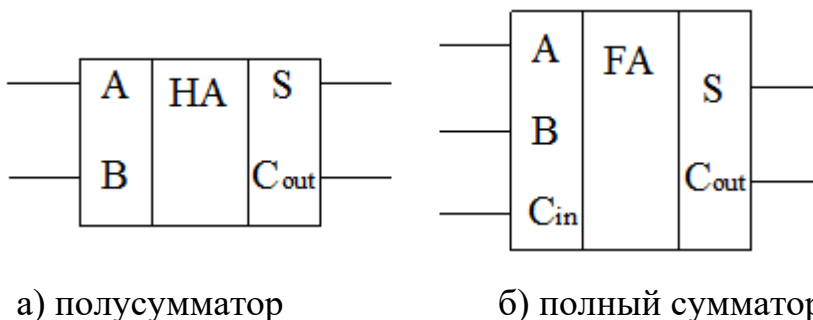 A HA S
B Cout
A FA S
B Cout
Cin
а) полусумматор
б) полный сумматор